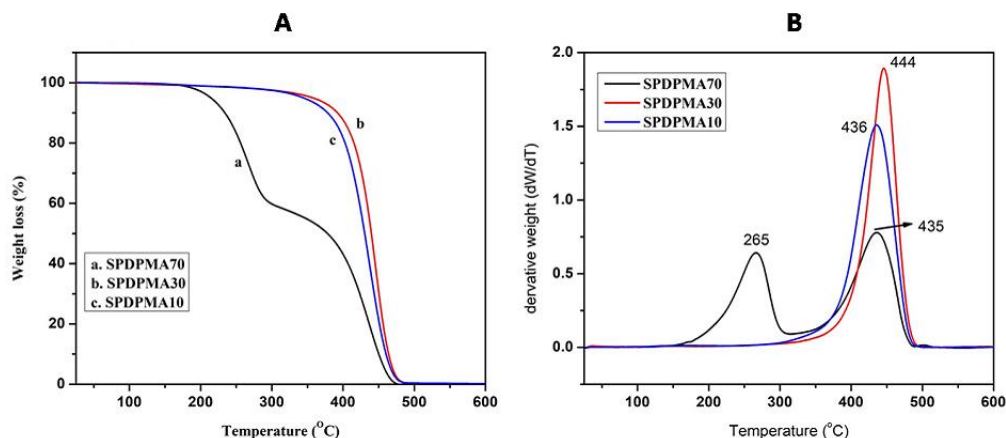 A
100
80
60
40
20
0
Weight loss (%)
b
c
a
a. SPDPMA70
b. SPDPMA30
c. SPDPMA10
100
200
300
400
500
600
Temperature (°C)
B
2.0
1.5
1.0
0.5
0.0
dervative weight (dW/dT)
SPDPMA70
SPDPMA30
SPDPMA10
444
436
435
265
100
200
300
400
500
600
Temperature (°C)